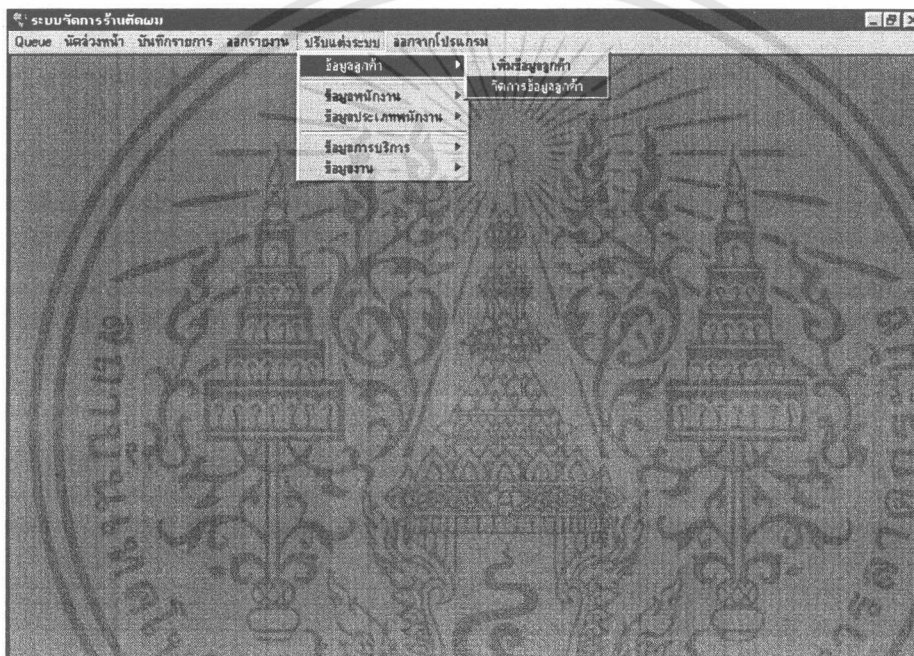 ระบบจัดการร้านตัดผม
Queue นัดล่วงหน้า บันทึกรายการ ออกรายงาน ปรับแต่งระบบ ออกจากโปรแกรม
ข้อมูลลูกค้า
เพิ่มข้อมูลลูกค้า
จัดการข้อมูลลูกค้า
ข้อมูลพนักงาน
ข้อมูลประเภทพนักงาน
ข้อมูลการบริการ
ข้อมูลงาน